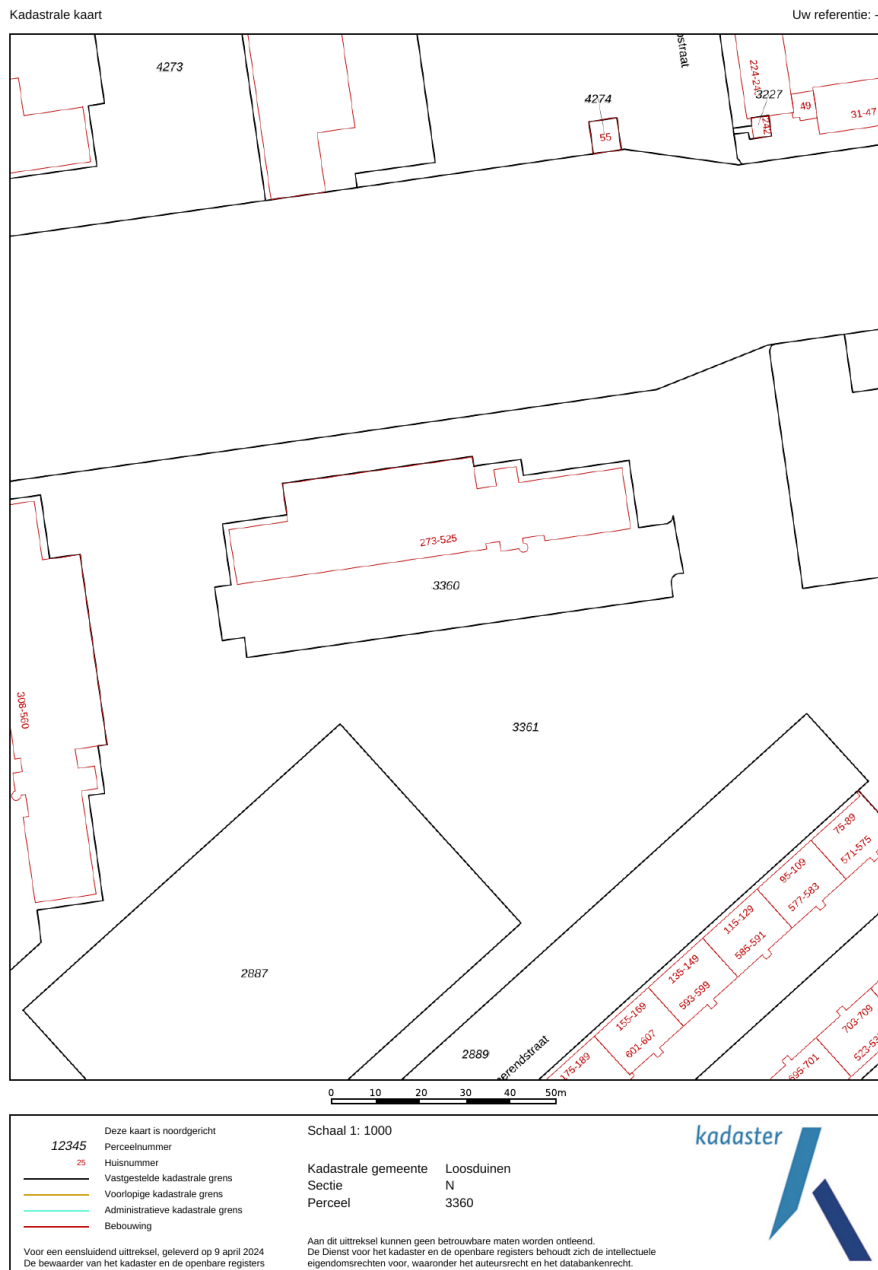 Kadastrale kaart
Uw referentie: -
4273
4274
55
3227
49
31-47
242
273-525
3360
306-560
3361
2887
2889
75-89
571-575
95-109
577-583
115-129
585-591
135-149
593-599
155-169
601-607
175-189
703-709
695-701
0 10 20 30 40 50m
Deze kaart is noordgericht
12345 Perceelnummer
25 Huisnummer
Vastgestelde kadastrale grens
Voorlopige kadastrale grens
Administratieve kadastrale grens
Bebouwing
Voor een eensluidend uittreksel, geleverd op 9 april 2024
De bewaarder van het kadaster en de openbare registers
Schaal 1: 1000
Kadastrale gemeente Loosduinen
Sectie N
Perceel 3360
Aan dit uittreksel kunnen geen betrouwbare maten worden ontleend.
De Dienst voor het kadaster en de openbare registers behoudt zich de intellectuele
eigendomsrechten voor, waaronder het auteursrecht en het databankenrecht.
kadaster